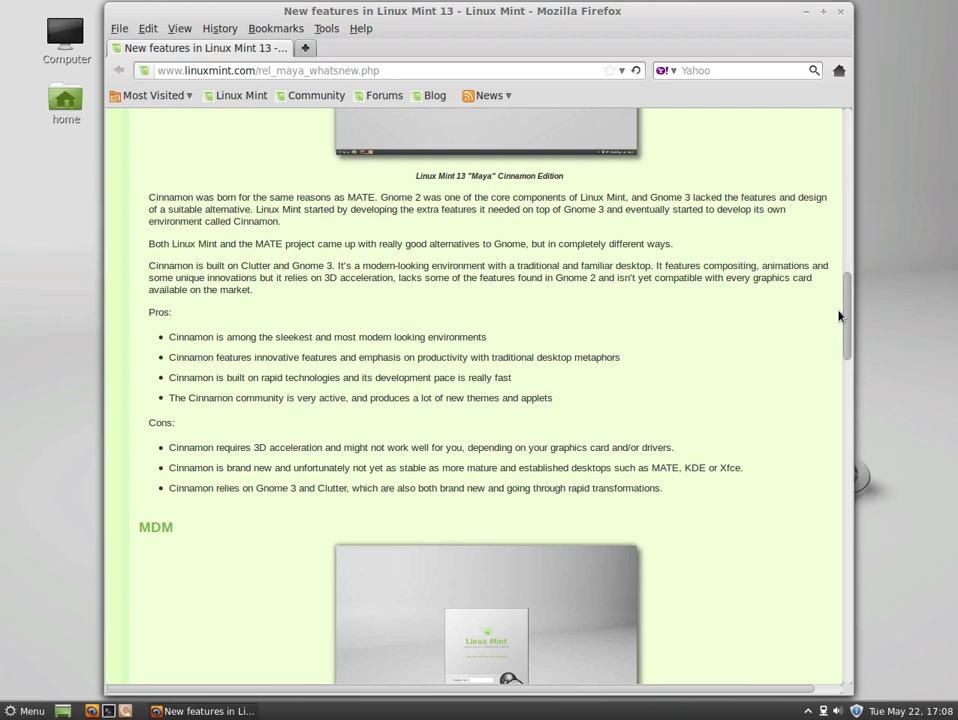 New features in Linux Mint 13 - Linux Mint - Mozilla Firefox
Computer
home
File Edit View History Bookmarks Tools Help
New features in Linux Mint 13 -...
www.linuxmint.com/rel_maya_whatsnew.php
Yahoo
Most Visited Linux Mint Community Forums Blog News
Linux Mint 13 "Maya" Cinnamon Edition
Cinnamon was born for the same reasons as MATE. Gnome 2 was one of the core components of Linux Mint, and Gnome 3 lacked the features and design
of a suitable alternative. Linux Mint started by developing the extra features it needed on top of Gnome 3 and eventually started to develop its own
environment called Cinnamon.
Both Linux Mint and the MATE project came up with really good alternatives to Gnome, but in completely different ways.
Cinnamon is built on Clutter and Gnome 3. It's a modern-looking environment with a traditional and familiar desktop. It features compositing, animations and
some unique innovations but it relies on 3D acceleration, lacks some of the features found in Gnome 2 and isn't yet compatible with every graphics card
available on the market.
Pros:
• Cinnamon is among the sleekest and most modern looking environments
• Cinnamon features innovative features and emphasis on productivity with traditional desktop metaphors
• Cinnamon is built on rapid technologies and its development pace is really fast
• The Cinnamon community is very active, and produces a lot of new themes and applets
Cons:
• Cinnamon requires 3D acceleration and might not work well for you, depending on your graphics card and/or drivers.
• Cinnamon is brand new and unfortunately not yet as stable as more mature and established desktops such as MATE, KDE or Xfce.
• Cinnamon relies on Gnome 3 and Clutter, which are also both brand new and going through rapid transformations.
MDM
Linux Mint
Menu
New features in Li...
Tue May 22, 17:08